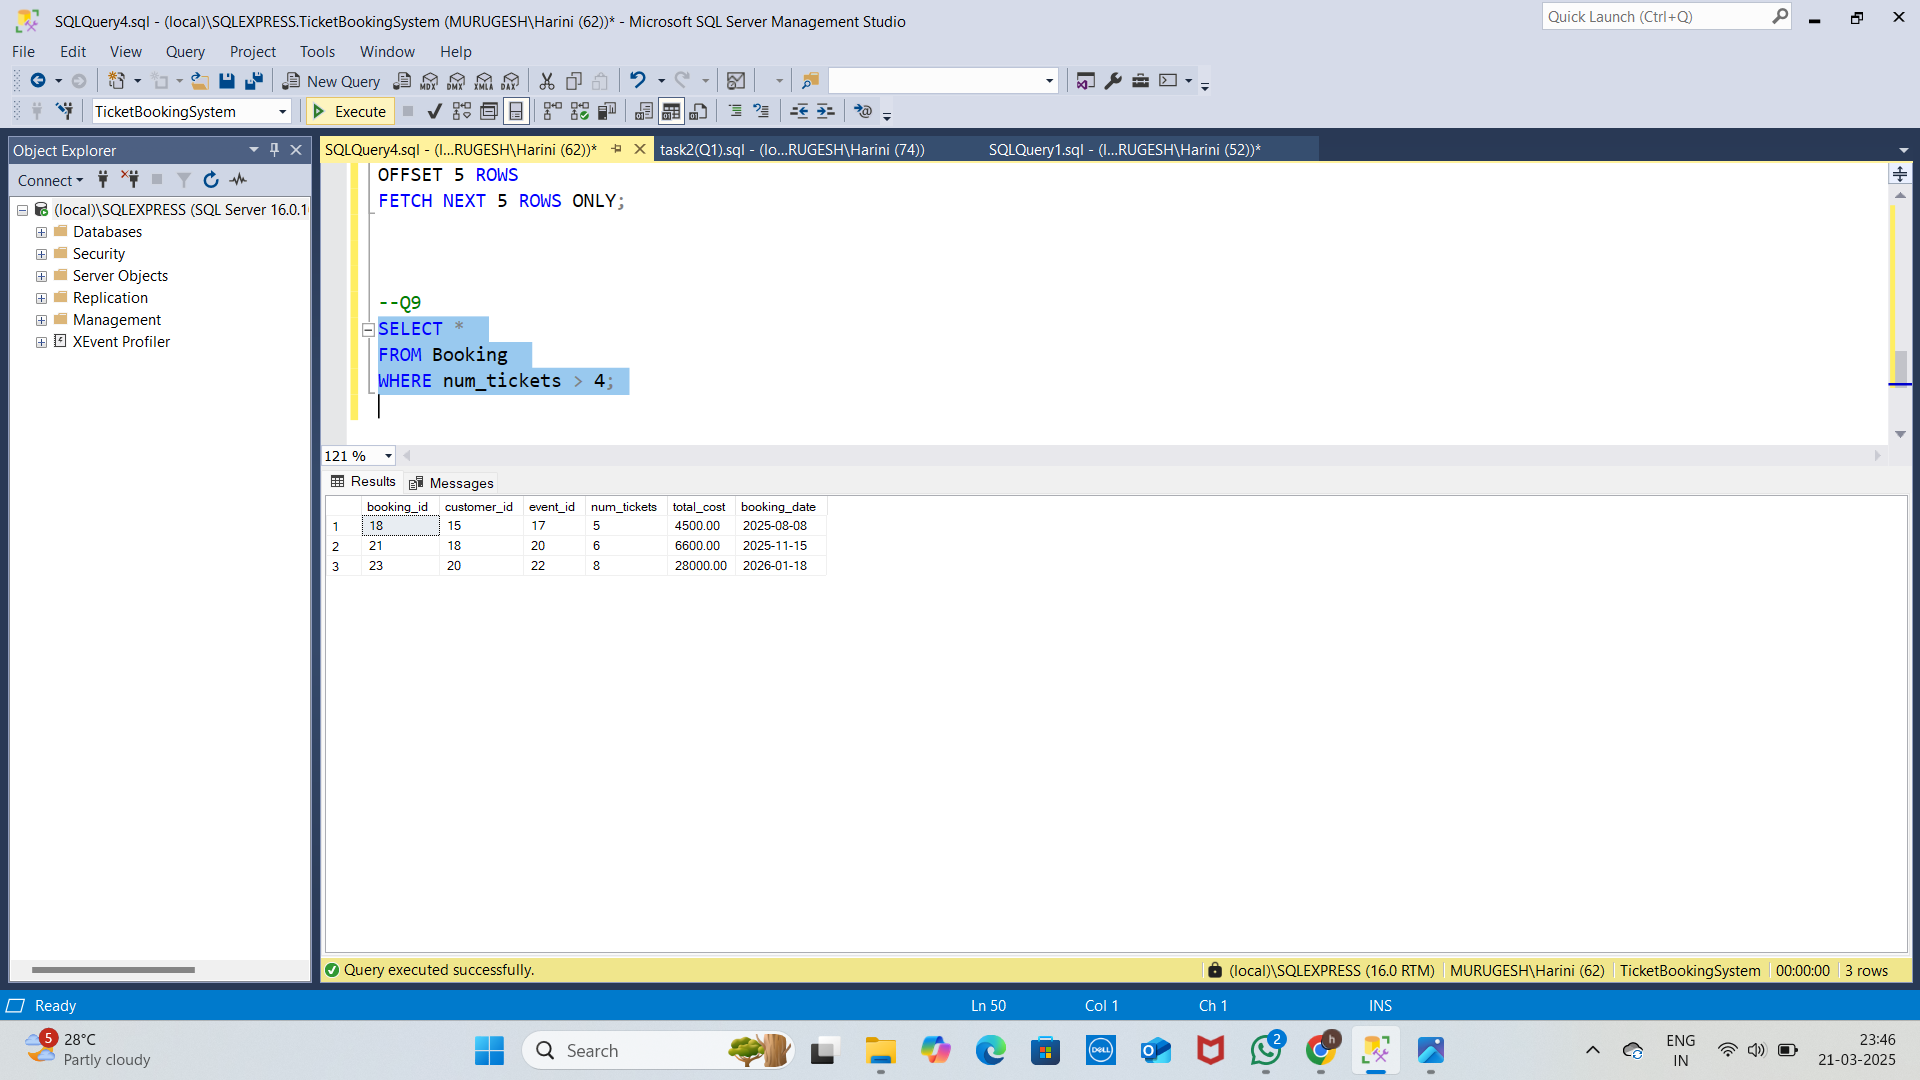 SQLQuery4.sql - (local)\SQLEXPRESS.TicketBookingSystem (MURUGESH\Harini (62))* - Microsoft SQL Server Management Studio
Quick Launch (Ctrl+Q)
File Edit View Query Project Tools Window Help
New Query MDX DMX XMLA DAX
TicketBookingSystem Execute
Object Explorer
SQLQuery4.sql - (l...RUGESH\Harini (62))* task2(Q1).sql - (lo...RUGESH\Harini (74)) SQLQuery1.sql - (l...RUGESH\Harini (52))*
Connect
(local)\SQLEXPRESS (SQL Server 16.0.1
Databases
Security
Server Objects
Replication
Management
XEvent Profiler
OFFSET 5 ROWS
FETCH NEXT 5 ROWS ONLY;
--Q9
SELECT *
FROM Booking
WHERE num_tickets > 4;
121 %
Results Messages
booking_id customer_id event_id num_tickets total_cost booking_date
1 18 15 17 5 4500.00 2025-08-08
2 21 18 20 6 6600.00 2025-11-15
3 23 20 22 8 28000.00 2026-01-18
Query executed successfully. (local)\SQLEXPRESS (16.0 RTM) MURUGESH\Harini (62) TicketBookingSystem 00:00:00 3 rows
Ready Ln 50 Col 1 Ch 1 INS
5 28°C
Partly cloudy
Search
DELL
2
h
ENG
IN
23:46
21-03-2025